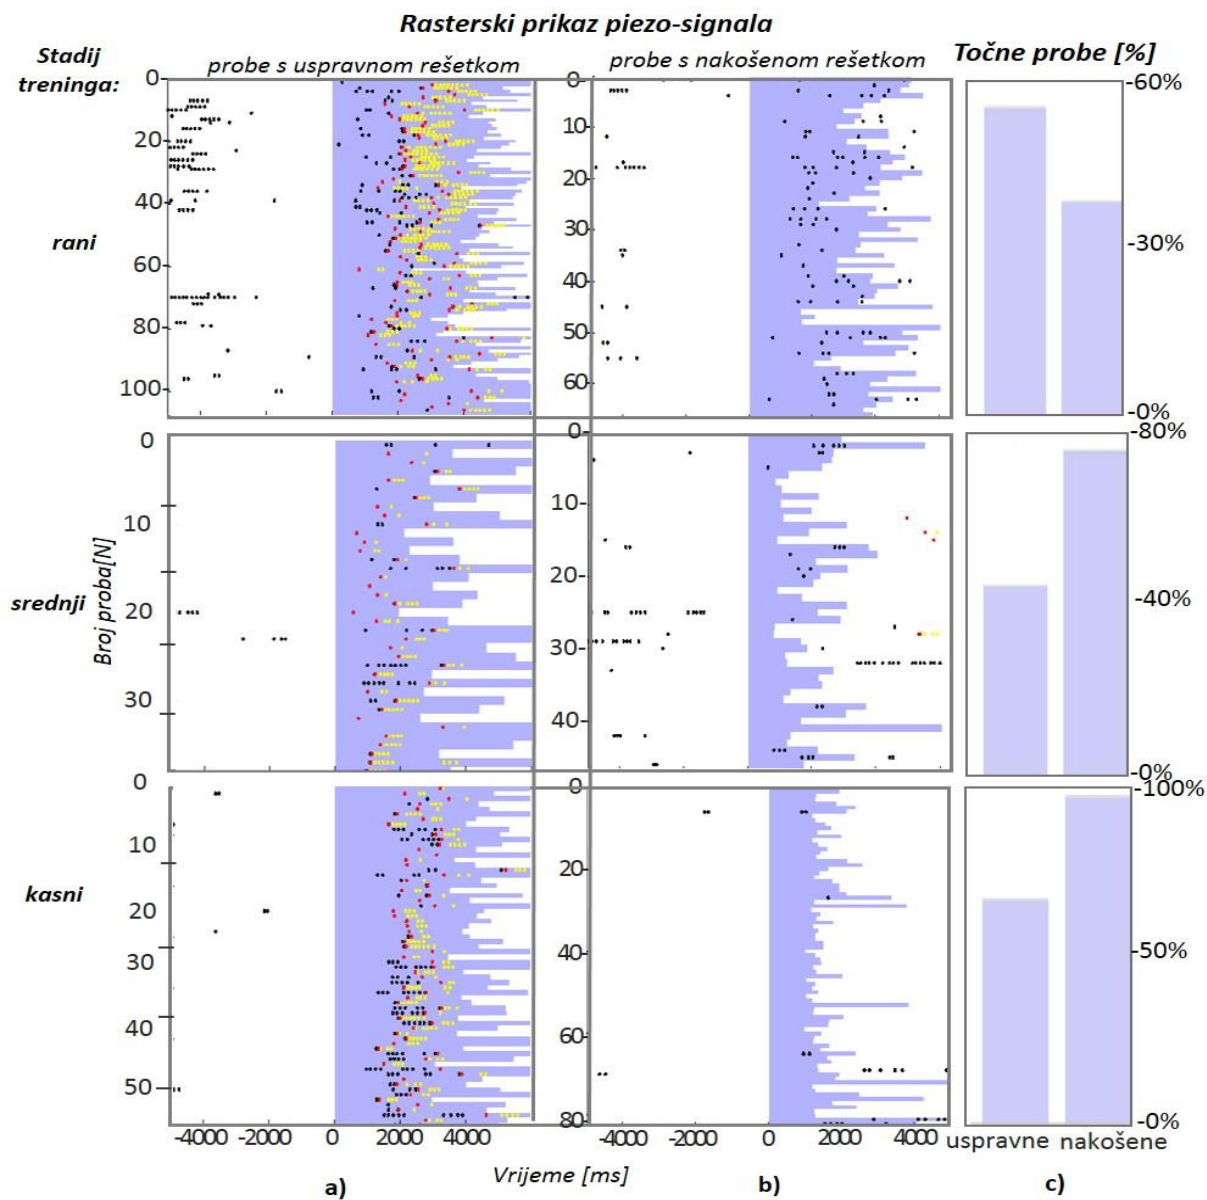 Rasterski prikaz piezo-signala
Stadij
treninga:
probe s uspravnom rešetkom
probe s nakošenom rešetkom
Točne probe [%]
rani
0
20
40
60
80
100
0
10
20
30
40
50
60
-60%
-30%
-0%
srednji
Broj proba[N]
0
10
20
30
0
10
20
30
40
-80%
-40%
-0%
kasni
0
10
20
30
40
50
0
20
40
60
80
-100%
-50%
-0%
-4000 -2000 0 2000 4000
-4000 -2000 0 2000 4000
uspravne nakošene
Vrijeme [ms]
a)
b)
c)